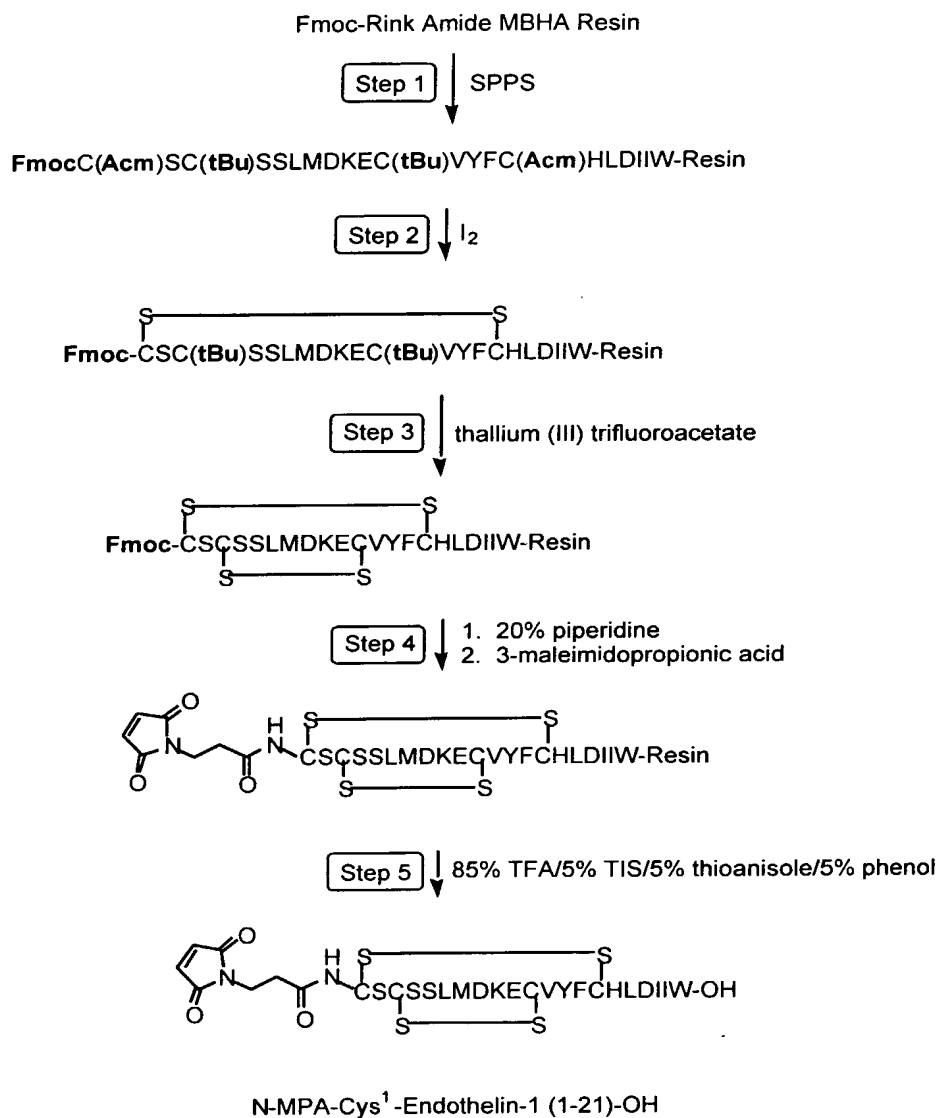 Fmoc-Rink Amide MBHA Resin
Step 1 SPPS
FmocC(Acm)SC(tBu)SSLMDKEC(tBu)VYFC(Acm)HLDIIW-Resin
Step 2 I₂
S S
Fmoc-CSC(tBu)SSLMDKEC(tBu)VYFCHLDIIW-Resin
Step 3 thallium (III) trifluoroacetate
S S
Fmoc-CSCSSLMDKECVYFCHLDIIW-Resin
S S
Step 4 1. 20% piperidine
2. 3-maleimidopropionic acid
O H S S
N N CSCSSLMDKECVYFCHLDIIW-Resin
O O S S
Step 5 85% TFA/5% TIS/5% thioanisole/5% phenol
O H S S
N N CSCSSLMDKECVYFCHLDIIW-OH
O O S S
N-MPA-Cys¹-Endothelin-1 (1-21)-OH